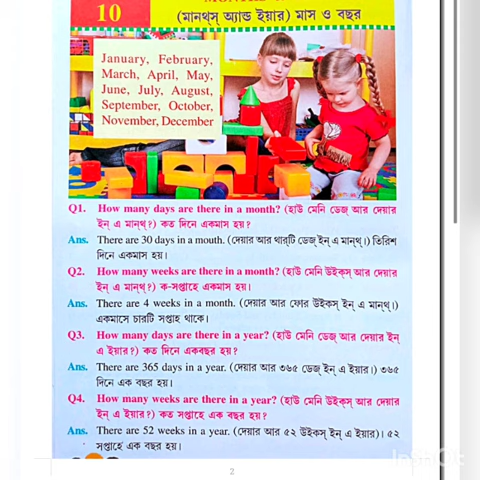 10
(মানথস্ অ্যান্ড ইয়ার) মাস ও বছর
January, February,
March, April, May,
June, July, August,
September, October,
November, December
Q1. How many days are there in a month? (হাউ মেনি ডেজ্ আর দেয়ার
ইন্ এ মান্থ্?) কত দিনে একমাস হয়?
Ans. There are 30 days in a mouth. (দেয়ার আর থার্‌টি ডেজ্ ইন্ এ মান্থ্।) তিরিশ
দিনে একমাস হয়।
Q2. How many weeks are there in a month? (হাউ মেনি উইক্‌স্ আর দেয়ার
ইন্ এ মান্থ্?) ক-সপ্তাহে একমাস হয়।
Ans. There are 4 weeks in a month. (দেয়ার আর ফোর উইকস্ ইন্ এ মান্থ্।)
একমাসে চারটি সপ্তাহ থাকে।
Q3. How many days are there in a year? (হাউ মেনি ডেজ্ আর দেয়ার ইন্
এ ইয়ার?) কত দিনে একবছর হয়?
Ans. There are 365 days in a year. (দেয়ার আর ৩৬৫ ডেজ্ ইন্ এ ইয়ার।) ৩৬৫
দিনে এক বছর হয়।
Q4. How many weeks are there in a year? (হাউ মেনি উইক্‌স্ আর দেয়ার
ইন্ এ ইয়ার?) কত সপ্তাহে এক বছর হয়?
Ans. There are 52 weeks in a year. (দেয়ার আর ৫২ উইকস্ ইন্ এ ইয়ার)। ৫২
সপ্তাহে এক বছর হয়।
2
InShot